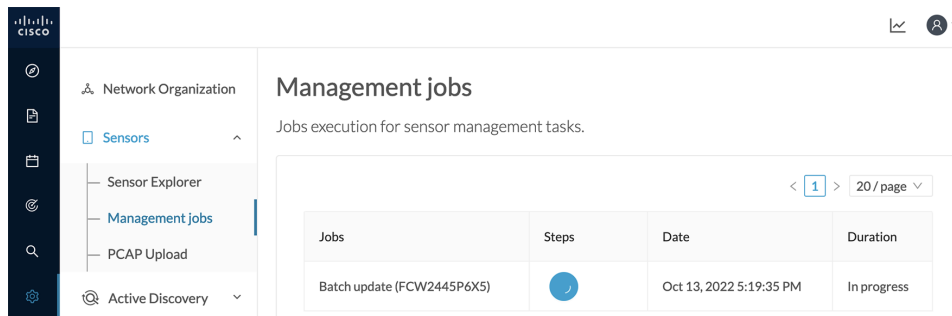 CISCO
Network Organization
Sensors
Sensor Explorer
Management jobs
PCAP Upload
Active Discovery
Management jobs
Jobs execution for sensor management tasks.
< 1 > 20 / page
Jobs Steps Date Duration
Batch update (FCW2445P6X5) Oct 13, 2022 5:19:35 PM In progress